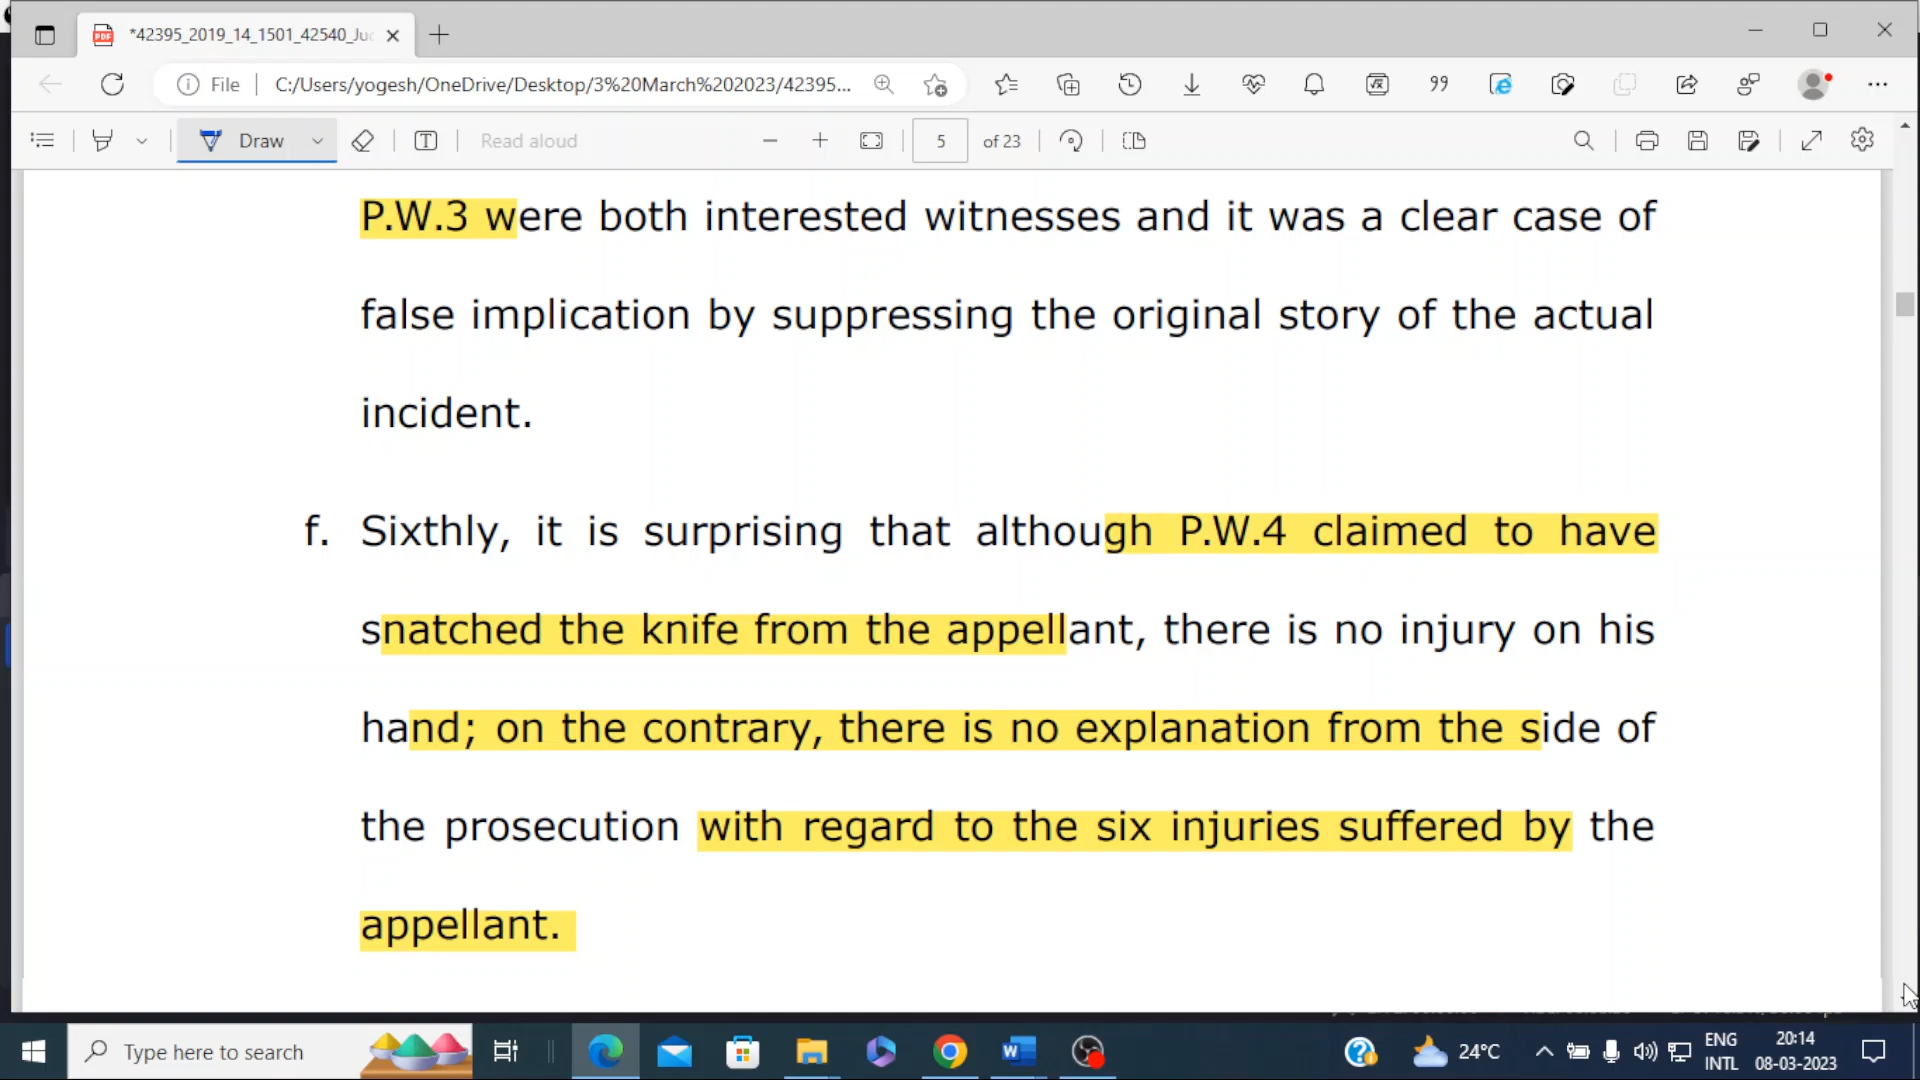 *42395_2019_14_1501_42540_Ju
File
C:/Users/yogesh/OneDrive/Desktop/3%20March%202023/42395...
Draw
Read aloud
5 of 23
P.W.3 were both interested witnesses and it was a clear case of
false implication by suppressing the original story of the actual
incident.
f. Sixthly, it is surprising that although P.W.4 claimed to have
snatched the knife from the appellant, there is no injury on his
hand; on the contrary, there is no explanation from the side of
the prosecution with regard to the six injuries suffered by the
appellant.
Type here to search
24°C
ENG
INTL
20:14
08-03-2023